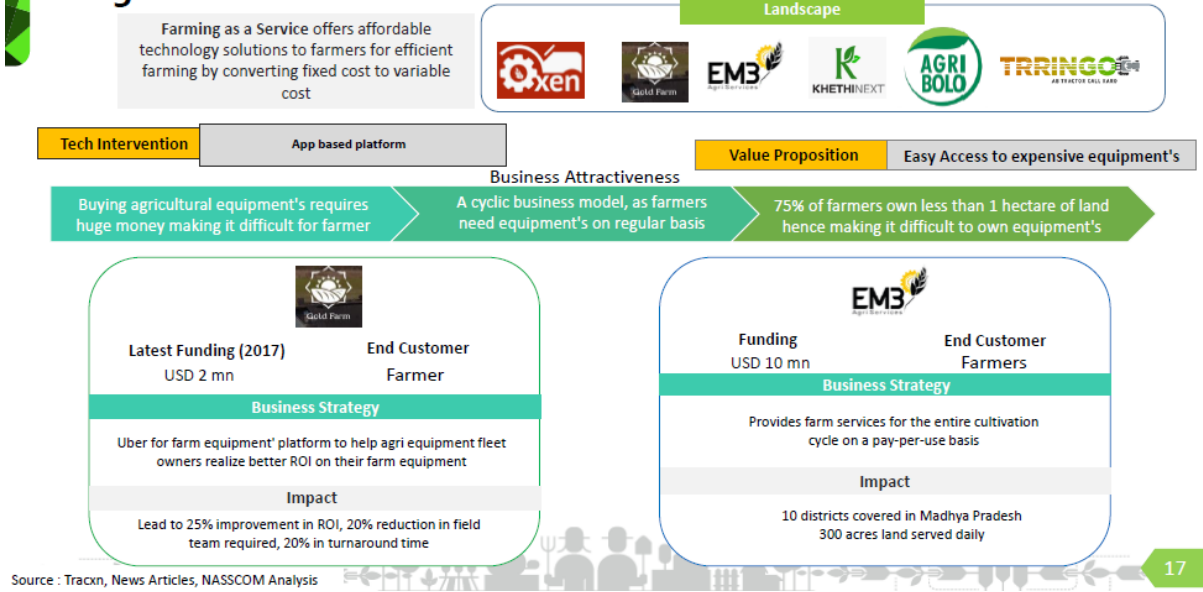 Farming as a Service offers affordable
technology solutions to farmers for efficient
farming by converting fixed cost to variable
cost
Landscape
Oxen
Gold Farm
EM3
AgriServices
KHETHINEXT
AGRI
BOLO
TRRINGO
AB TRACTOR CALL KARO
Tech Intervention
App based platform
Value Proposition
Easy Access to expensive equipment's
Business Attractiveness
Buying agricultural equipment's requires
huge money making it difficult for farmer
A cyclic business model, as farmers
need equipment's on regular basis
75% of farmers own less than 1 hectare of land
hence making it difficult to own equipment's
Gold Farm
Latest Funding (2017)
USD 2 mn
End Customer
Farmer
Business Strategy
Uber for farm equipment' platform to help agri equipment fleet
owners realize better ROI on their farm equipment
Impact
Lead to 25% improvement in ROI, 20% reduction in field
team required, 20% in turnaround time
EM3
AgriServices
Funding
USD 10 mn
End Customer
Farmers
Business Strategy
Provides farm services for the entire cultivation
cycle on a pay-per-use basis
Impact
10 districts covered in Madhya Pradesh
300 acres land served daily
Source : Tracxn, News Articles, NASSCOM Analysis
17